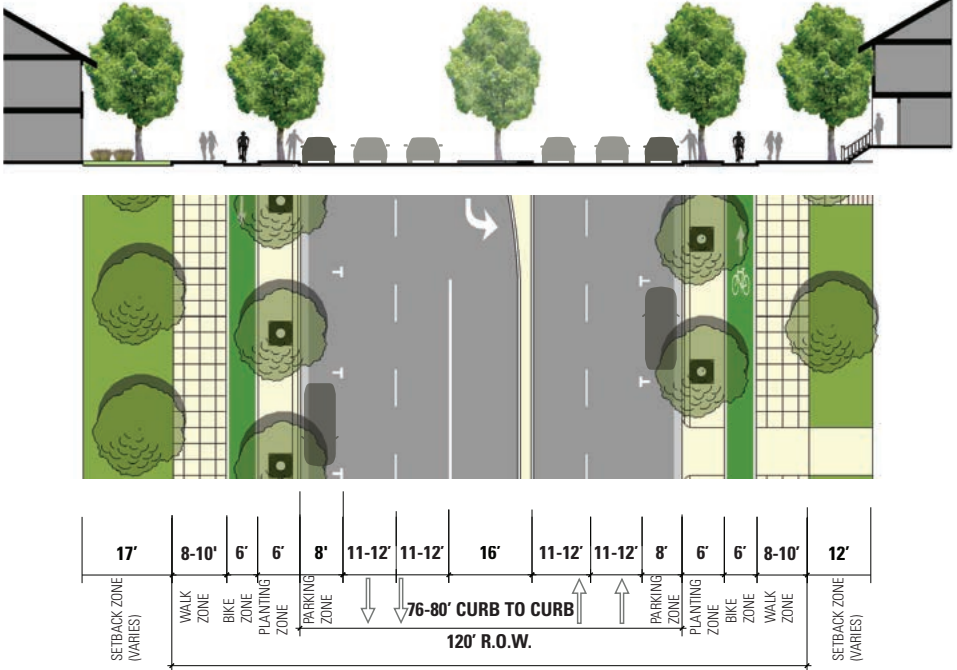 17′ 8-10' 6′ 6′ 8' 11-12′ 11-12′ 16′ 11-12′ 11-12′ 8′ 6′ 6′ 8-10′ 12′
SETBACK ZONE
(VARIES)
WALK
ZONE
BIKE
ZONE
PLANTING
ZONE
PARKING
ZONE
76-80′ CURB TO CURB
PARKING
ZONE
PLANTING
ZONE
BIKE
ZONE
WALK
ZONE
SETBACK ZONE
(VARIES)
120′ R.O.W.